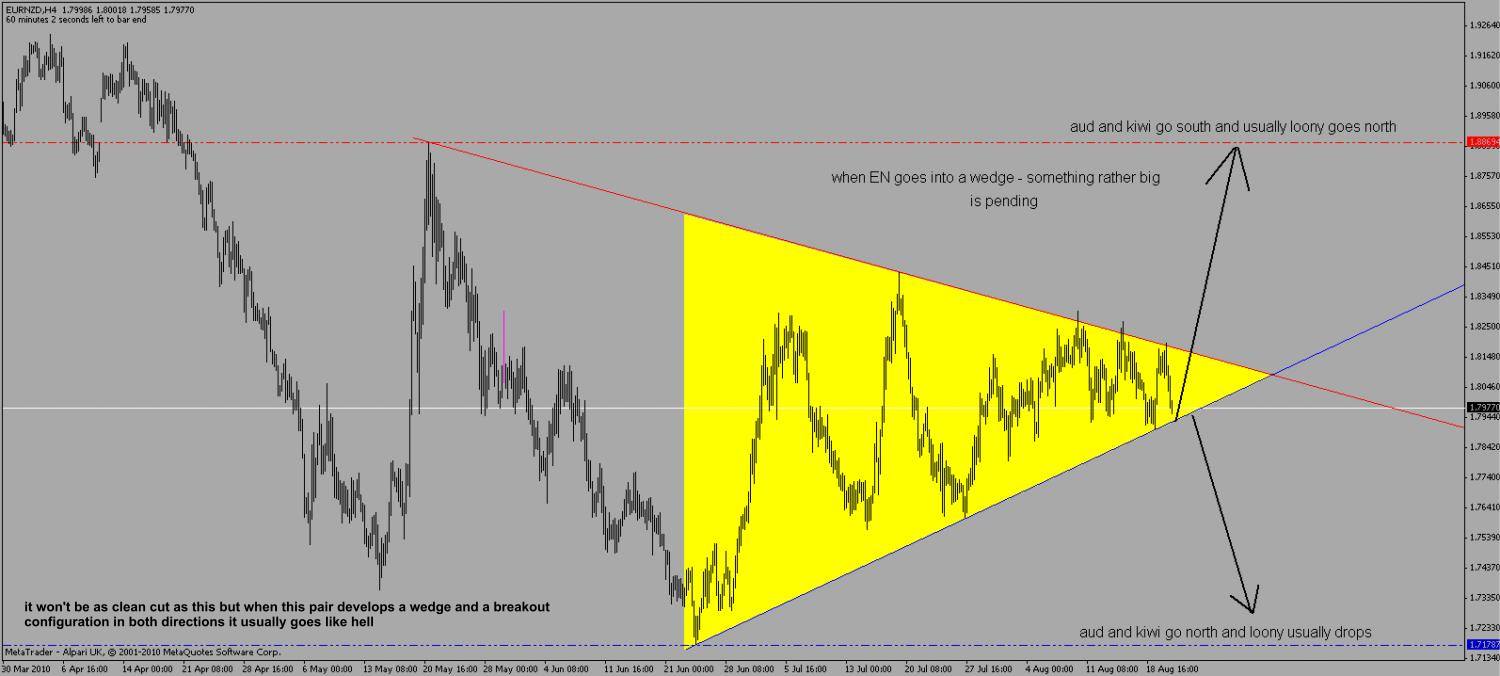 EURNZD,H4 1.79986 1.80018 1.79585 1.79770
60 minutes 2 seconds left to bar end
aud and kiwi go south and usually loony goes north
when EN goes into a wedge - something rather big
is pending
it won't be as clean cut as this but when this pair develops a wedge and a breakout
configuration in both directions it usually goes like hell
aud and kiwi go north and loony usually drops
MetaTrader - Alpari UK, © 2001-2010 MetaQuotes Software Corp.
1.92640
1.91620
1.90600
1.89580
1.88694
1.87570
1.86550
1.85530
1.84510
1.83490
1.82500
1.81480
1.80460
1.79770
1.79440
1.78420
1.77400
1.76410
1.75390
1.74370
1.73350
1.72330
1.71787
1.71340
30 Mar 2010 6 Apr 16:00 14 Apr 00:00 21 Apr 08:00 28 Apr 16:00 6 May 00:00 13 May 08:00 20 May 16:00 28 May 00:00 4 Jun 08:00 11 Jun 16:00 21 Jun 00:00 28 Jun 08:00 5 Jul 16:00 13 Jul 00:00 20 Jul 08:00 27 Jul 16:00 4 Aug 00:00 11 Aug 08:00 18 Aug 16:00